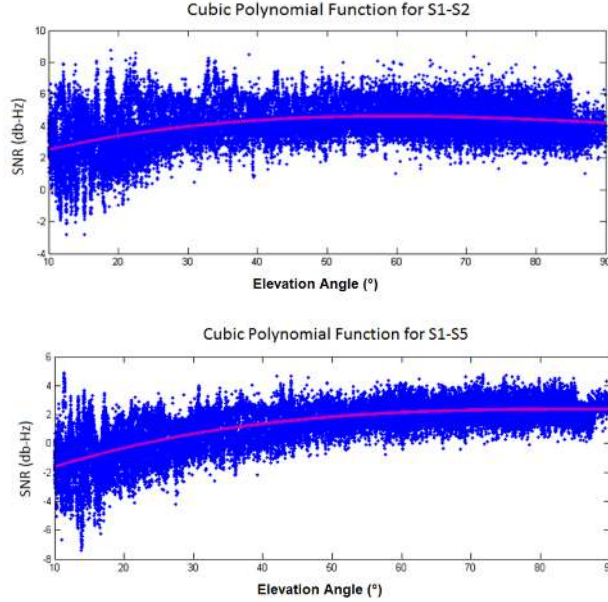 Cubic Polynomial Function for S1-S2
SNR (db-Hz)
10
8
6
4
2
0
-2
-4
10 20 30 40 50 60 70 80 90
Elevation Angle (°)
Cubic Polynomial Function for S1-S5
SNR (db-Hz)
6
4
2
0
-2
-4
-6
-8
10 20 30 40 50 60 70 80 90
Elevation Angle (°)